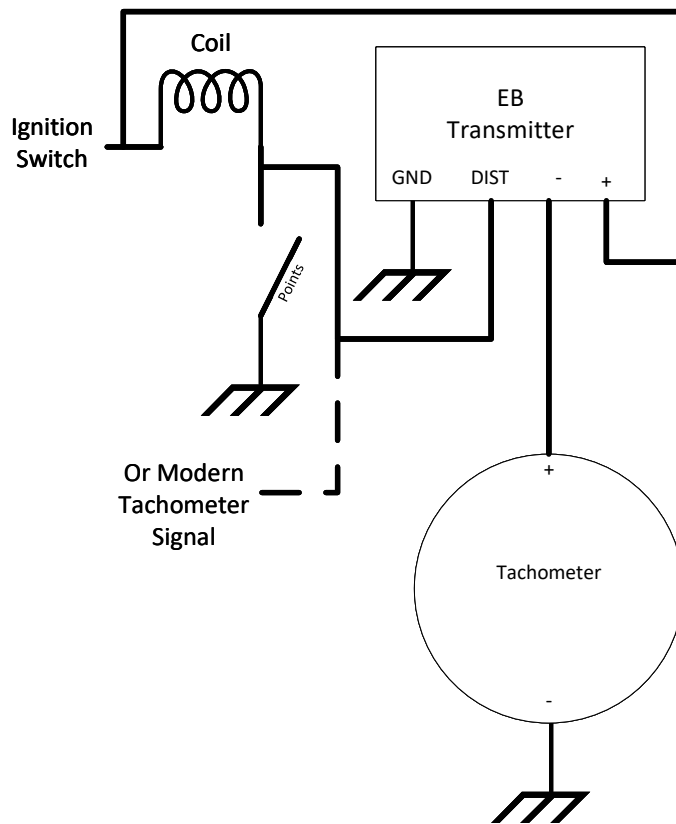 Coil
Ignition
Switch
EB
Transmitter
GND DIST - +
Points
Or Modern
Tachometer
Signal
+
Tachometer
-